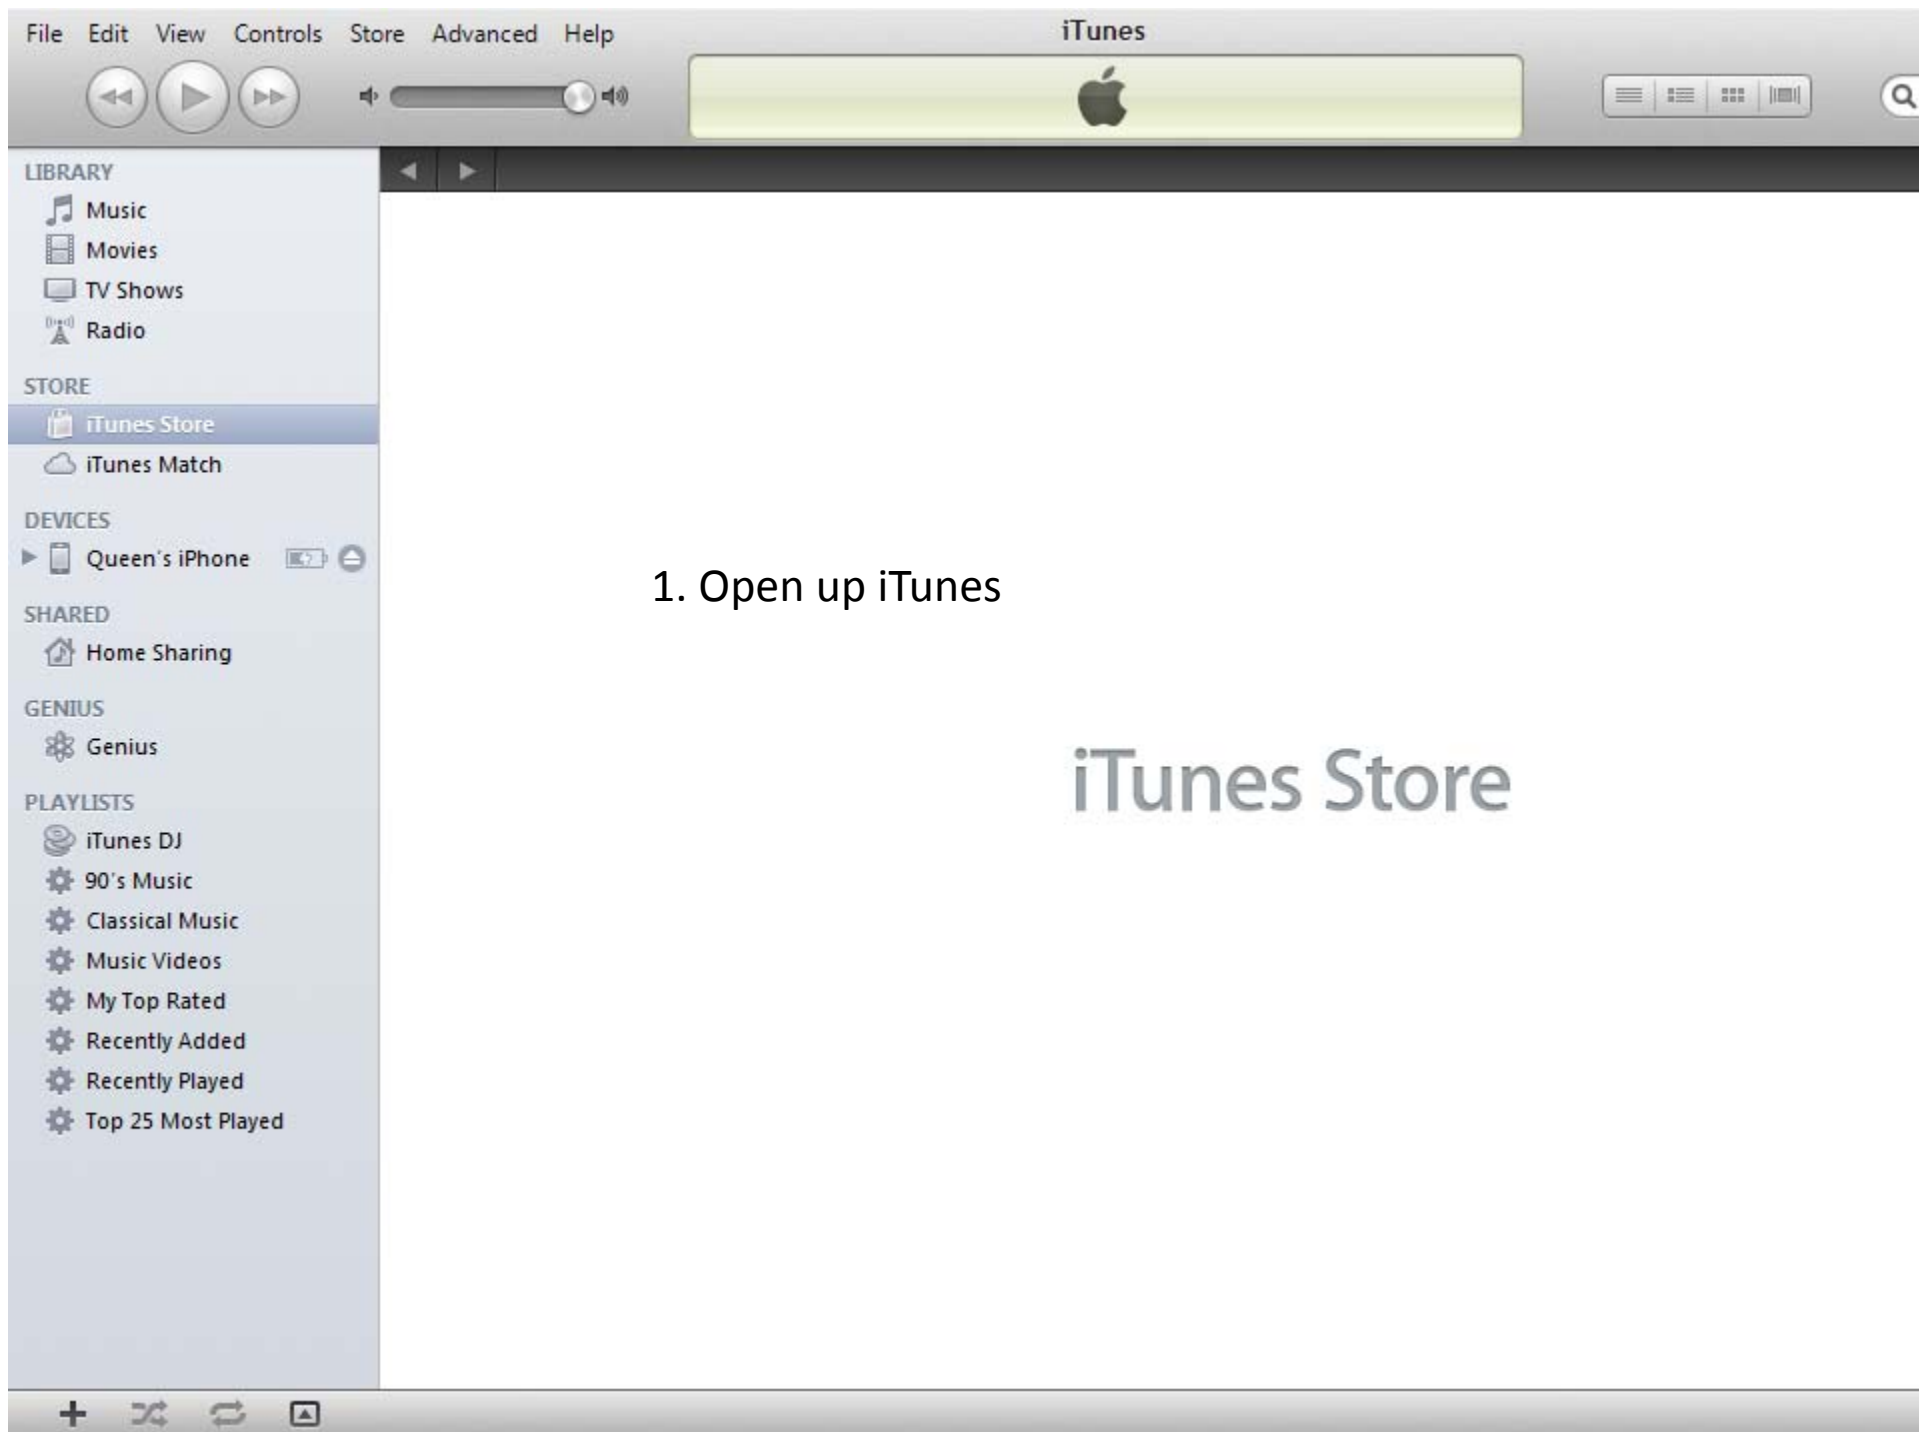 File Edit View Controls Store Advanced Help
iTunes
LIBRARY
Music
Movies
TV Shows
Radio
STORE
iTunes Store
iTunes Match
DEVICES
Queen's iPhone
SHARED
Home Sharing
GENIUS
Genius
PLAYLISTS
iTunes DJ
90's Music
Classical Music
Music Videos
My Top Rated
Recently Added
Recently Played
Top 25 Most Played
1. Open up iTunes
iTunes Store